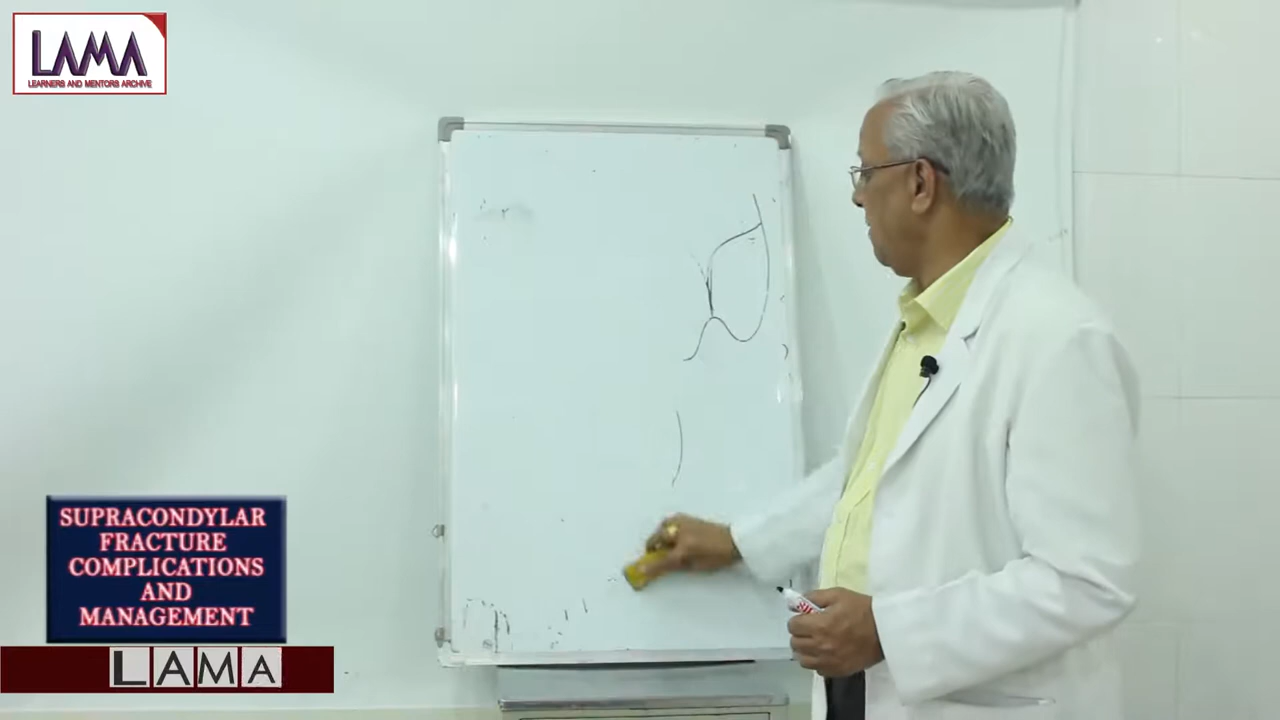 LAMA
LEARNERS AND MENTORS ARCHIVE
SUPRACONDYLAR
FRACTURE
COMPLICATIONS
AND
MANAGEMENT
LAMA